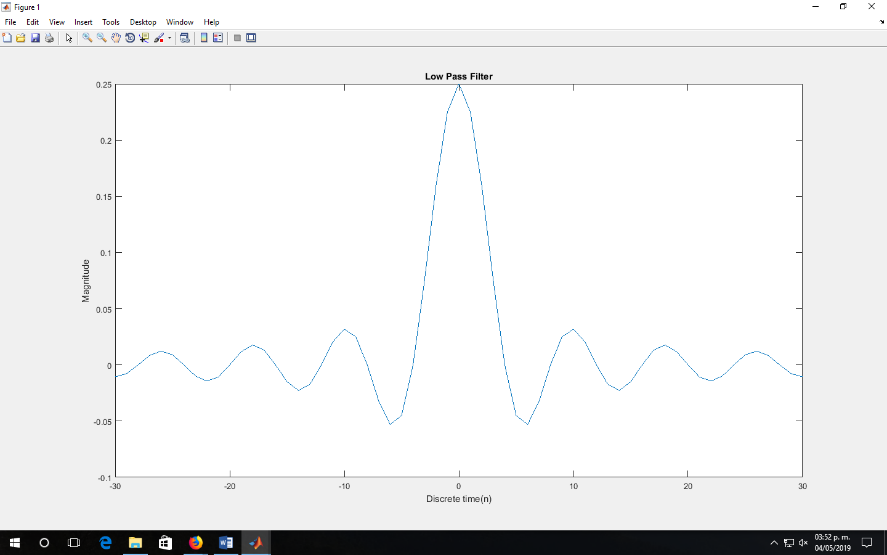 Figure 1
File Edit View Insert Tools Desktop Window Help
Low Pass Filter
0.25
0.2
0.15
0.1
0.05
0
-0.05
-0.1
Magnitude
-30 -20 -10 0 10 20 30
Discrete time(n)
03:52 p. m.
04/05/2019